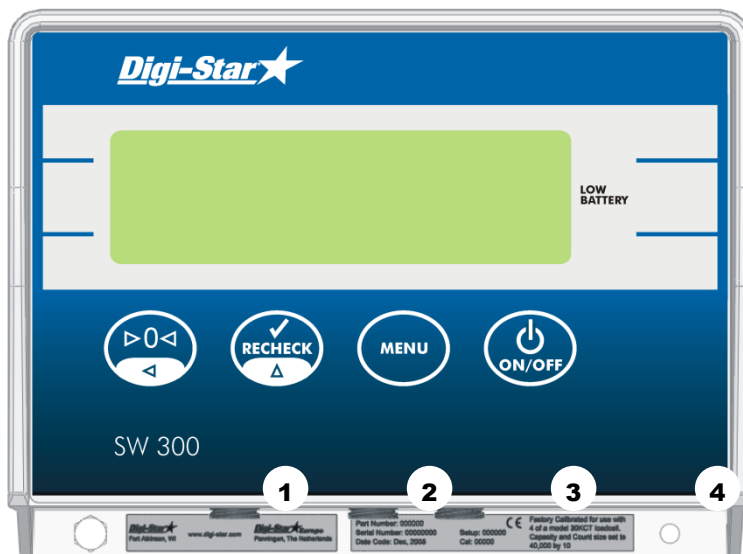 Digi-Star
LOW
BATTERY
0
RECHECK
MENU
ON/OFF
SW 300
1
2
3
4
Digi-Star
Fort Atkinson, WI
www.digi-star.com
Digi-Star Europe
Panningen, The Netherlands
Part Number: 000000
Serial Number: 00000000
Date Code: Dec, 2008
Setup: 000000
Cal: 00000
CE
Factory Calibrated for use with
4 of a model 30KCT loadcell.
Capacity and Count size set to
40,000 by 10